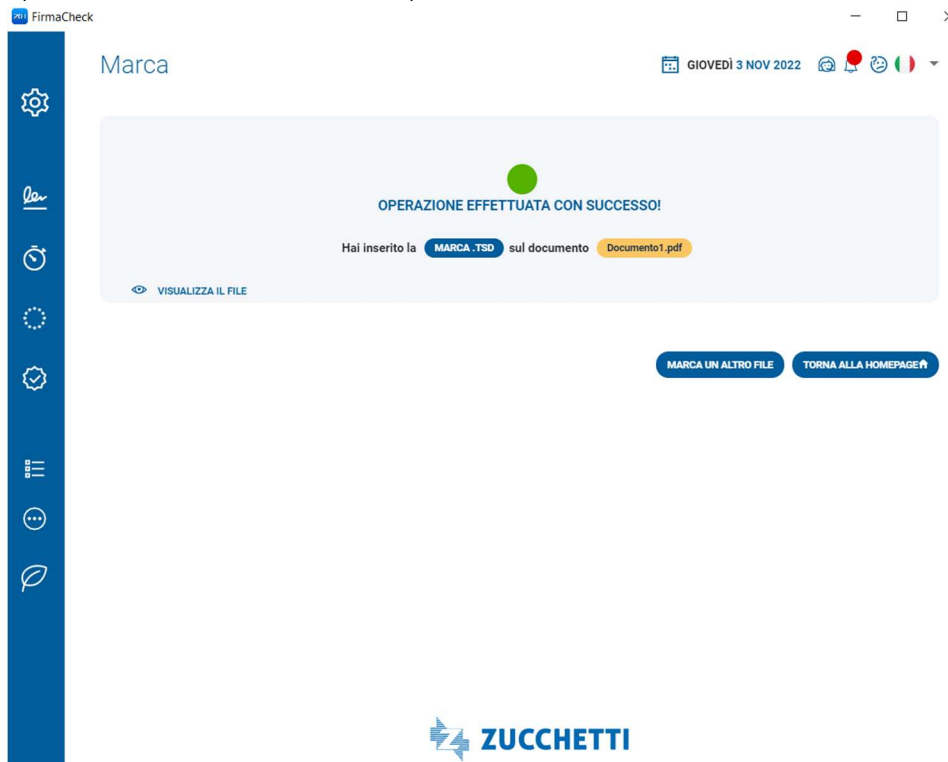 FirmaCheck
Marca
GIOVEDÌ 3 NOV 2022
OPERAZIONE EFFETTUATA CON SUCCESSO!
Hai inserito la MARCA .TSD sul documento Documento1.pdf
VISUALIZZA IL FILE
MARCA UN ALTRO FILE TORNA ALLA HOMEPAGE
ZUCCHETTI